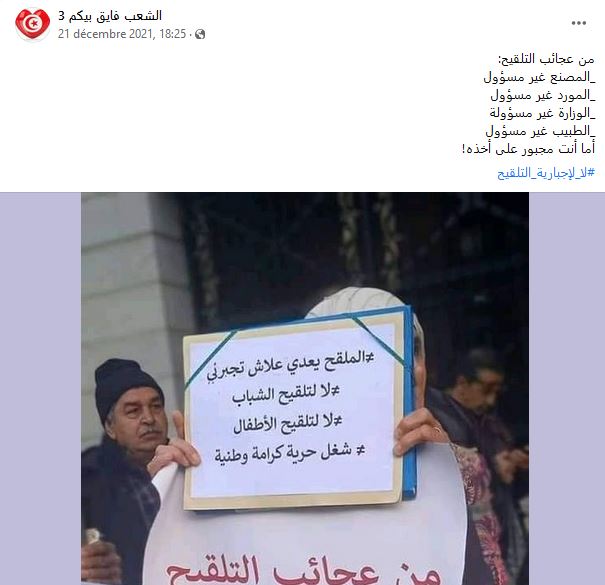 الشعب فايق بيكم 3
21 décembre 2021, 18:25
من عجائب التلقيح:
_المصنع غير مسؤول
_المورد غير مسؤول
_الوزارة غير مسؤولة
_الطبيب غير مسؤول
أما أنت مجبور على أخذه!
#لا_لإجبارية_التلقيح
≠الملقح يعدي علاش تجبرني
≠لا لتلقيح الشباب
≠لا لتلقيح الأطفال
≠ شغل حرية كرامة وطنية
من عجائب التلقيح